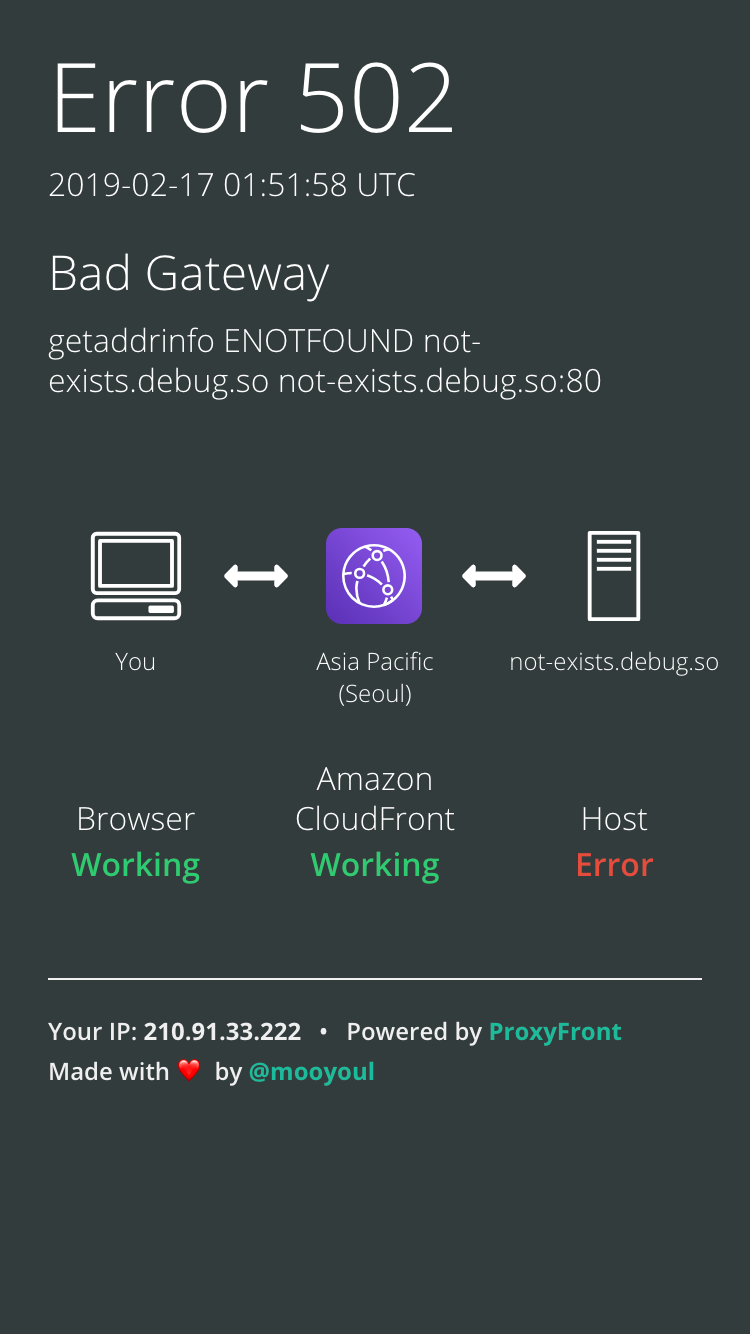 Error 502
2019-02-17 01:51:58 UTC
Bad Gateway
getaddrinfo ENOTFOUND not-
exists.debug.so not-exists.debug.so:80
You
Asia Pacific
(Seoul)
not-exists.debug.so
Browser
Working
Amazon
CloudFront
Working
Host
Error
Your IP: 210.91.33.222 • Powered by ProxyFront
Made with ❤️ by @mooyoul